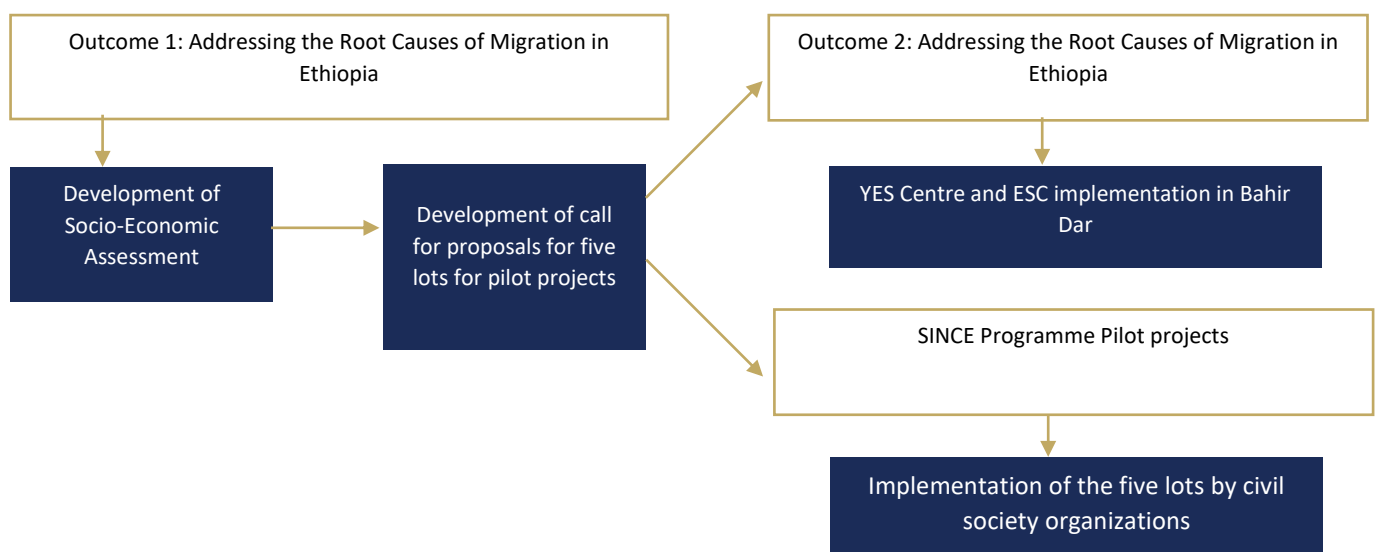 Outcome 1: Addressing the Root Causes of Migration in
Ethiopia
Development of
Socio-Economic
Assessment
Development of call
for proposals for five
lots for pilot projects
Outcome 2: Addressing the Root Causes of Migration in
Ethiopia
YES Centre and ESC implementation in Bahir
Dar
SINCE Programme Pilot projects
Implementation of the five lots by civil
society organizations